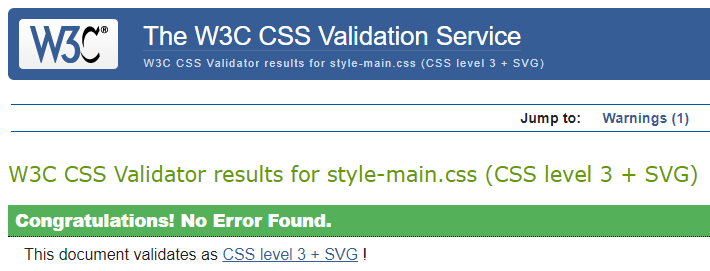 W3C® The W3C CSS Validation Service
W3C CSS Validator results for style-main.css (CSS level 3 + SVG)
Jump to: Warnings (1)
W3C CSS Validator results for style-main.css (CSS level 3 + SVG)
Congratulations! No Error Found.
This document validates as CSS level 3 + SVG !